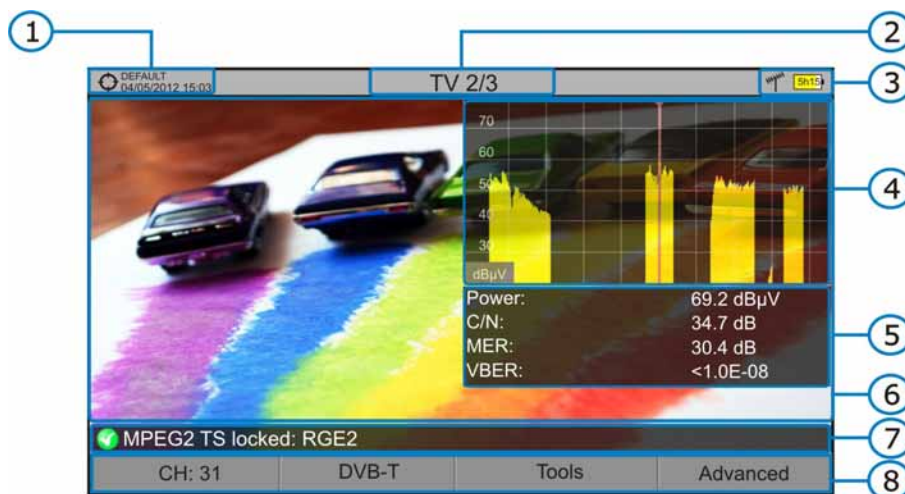 1
2
DEFAULT
04/05/2012 15:03
TV 2/3
5h15
3
70
60
50
40
30
dBµV
4
Power: 69.2 dBµV
C/N: 34.7 dB
MER: 30.4 dB
VBER: <1.0E-08
5
6
MPEG2 TS locked: RGE2
7
CH: 31 DVB-T Tools Advanced
8